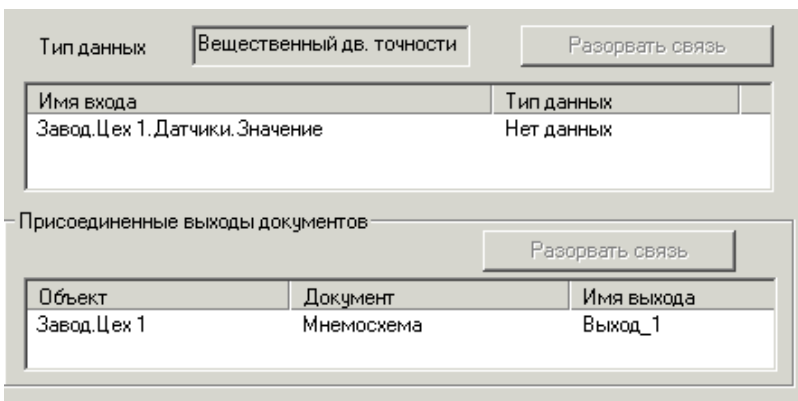 Тип данных Вещественный дв. точности Разорвать связь
Имя входа Тип данных
Завод.Цех 1.Датчики.Значение Нет данных
Присоединенные выходы документов
Разорвать связь
Объект Документ Имя выхода
Завод.Цех 1 Мнемосхема Выход_1